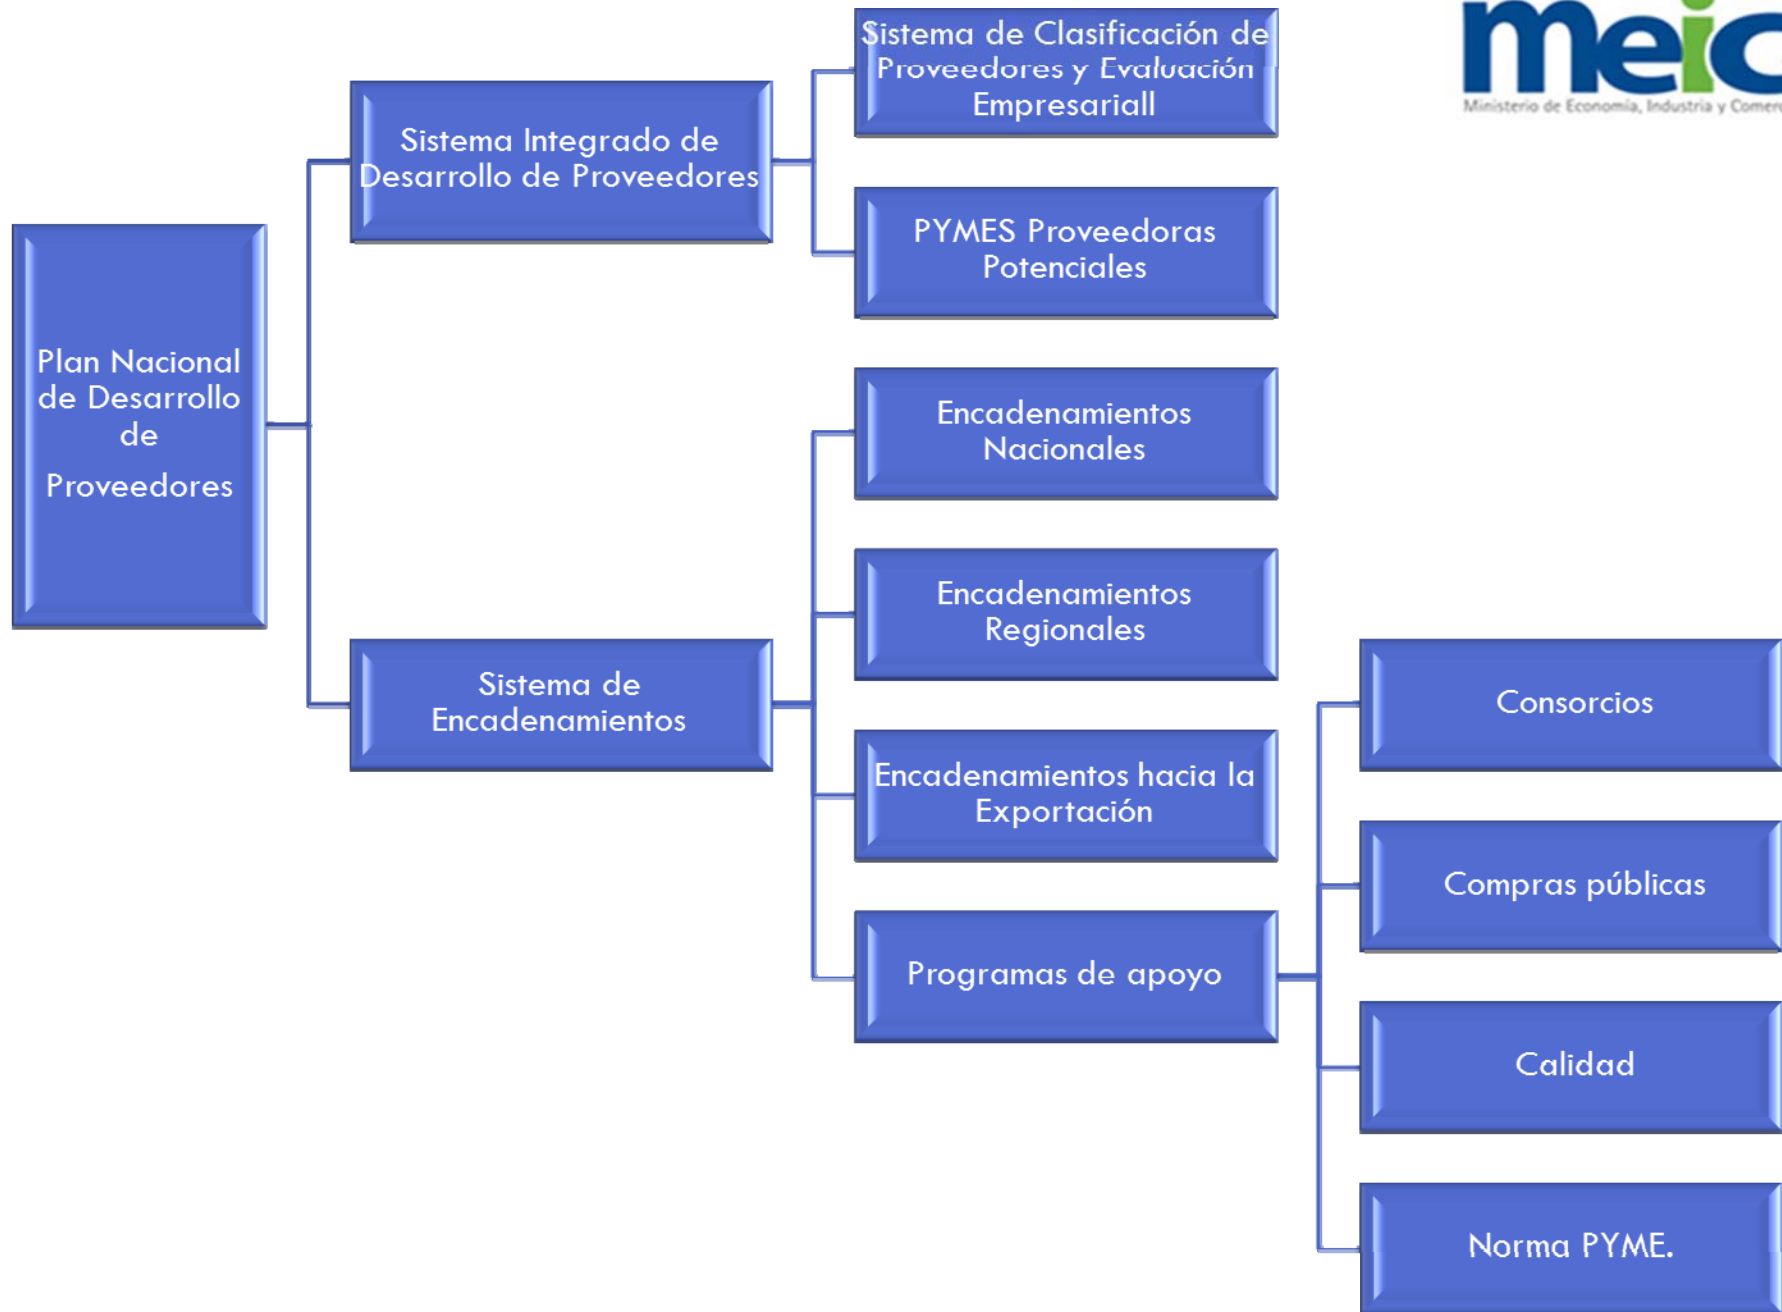 meic
Ministerio de Economía, Industria y Comer
Plan Nacional
de Desarrollo
de
Proveedores
Sistema Integrado de
Desarrollo de Proveedores
Sistema de Clasificación de
Proveedores y Evaluación
Empresariall
PYMES Proveedoras
Potenciales
Sistema de
Encadenamientos
Encadenamientos
Nacionales
Encadenamientos
Regionales
Encadenamientos hacia la
Exportación
Programas de apoyo
Consorcios
Compras públicas
Calidad
Norma PYME.